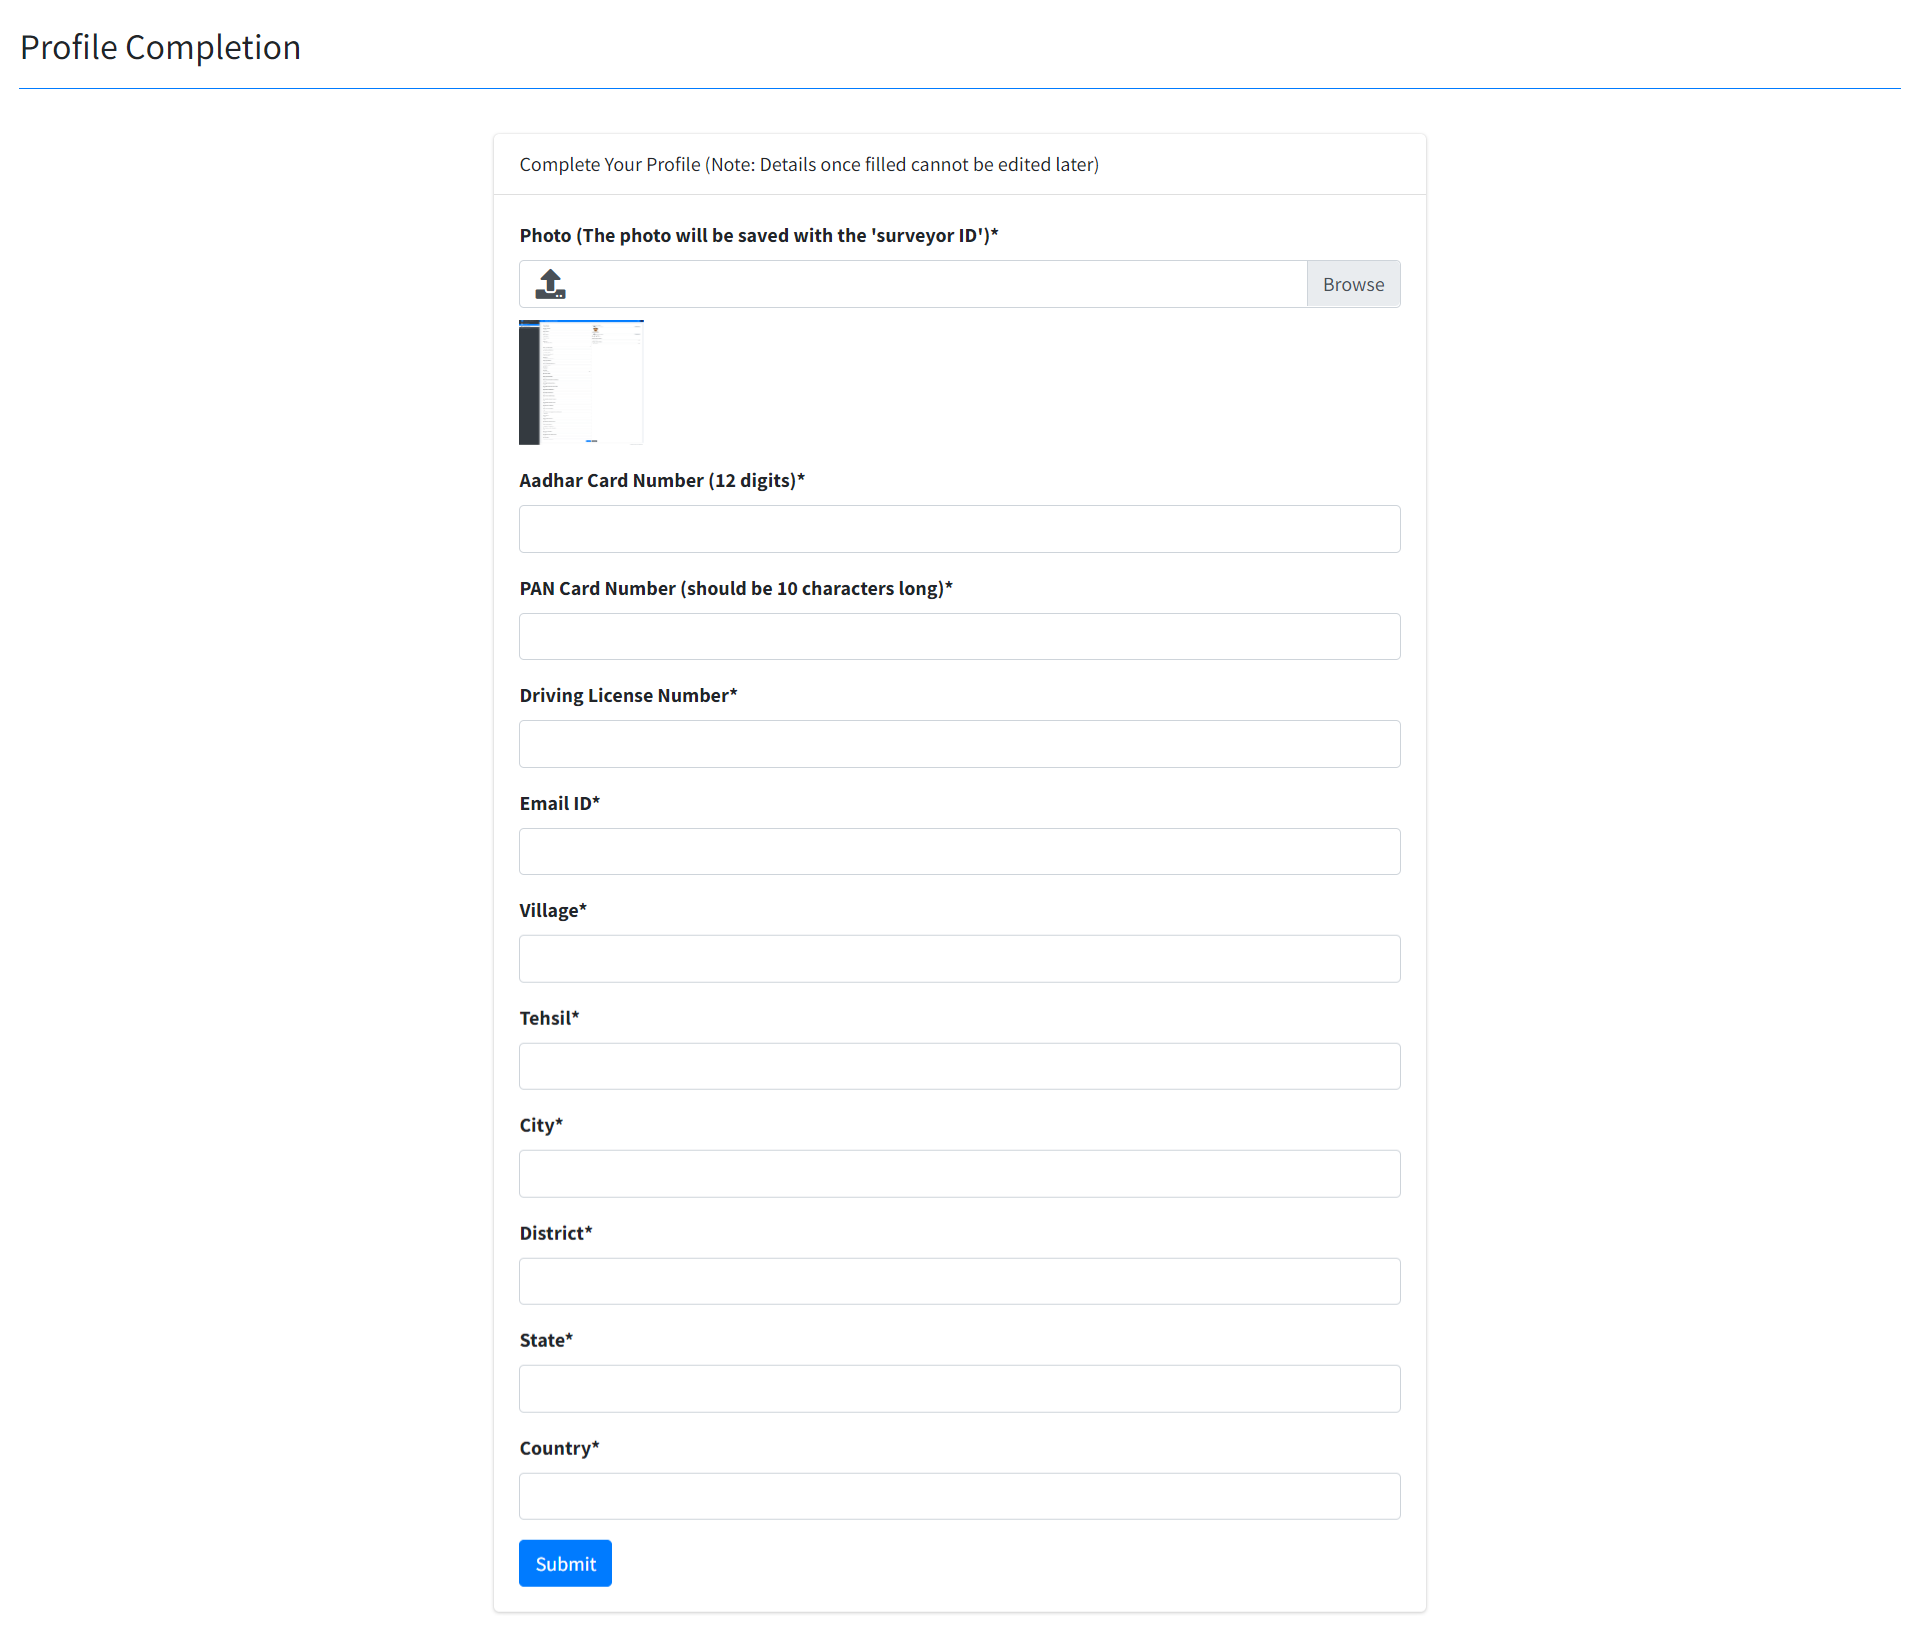 Profile Completion
Complete Your Profile (Note: Details once filled cannot be edited later)
Photo (The photo will be saved with the 'surveyor ID')*
Browse
Aadhar Card Number (12 digits)*
PAN Card Number (should be 10 characters long)*
Driving License Number*
Email ID*
Village*
Tehsil*
City*
District*
State*
Country*
Submit